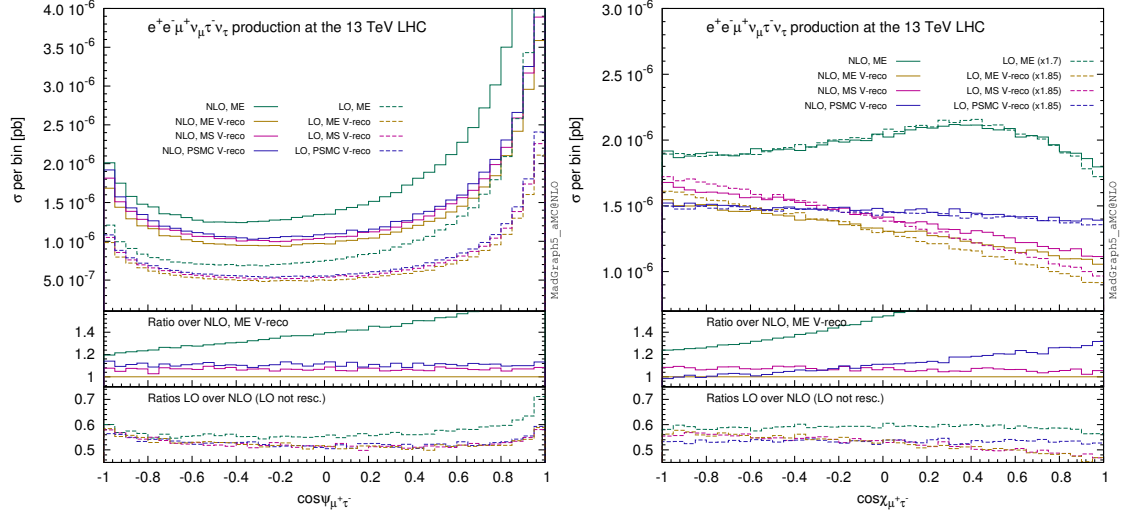 e⁺e⁻μ⁺ν_μτ⁻ν_τ production at the 13 TeV LHC
σ per bin [pb]
4.0 10⁻⁶
3.5 10⁻⁶
3.0 10⁻⁶
2.5 10⁻⁶
2.0 10⁻⁶
1.5 10⁻⁶
1.0 10⁻⁶
5.0 10⁻⁷
NLO, ME
NLO, ME V-reco
NLO, MS V-reco
NLO, PSMC V-reco
LO, ME
LO, ME V-reco
LO, MS V-reco
LO, PSMC V-reco
MadGraph5_aMC@NLO
Ratio over NLO, ME V-reco
1.4
1.2
1
Ratios LO over NLO (LO not resc.)
0.7
0.6
0.5
-1 -0.8 -0.6 -0.4 -0.2 0 0.2 0.4 0.6 0.8 1
cosψ_μ⁺τ⁻
e⁺e⁻μ⁺ν_μτ⁻ν_τ production at the 13 TeV LHC
σ per bin [pb]
3.0 10⁻⁶
2.5 10⁻⁶
2.0 10⁻⁶
1.5 10⁻⁶
1.0 10⁻⁶
NLO, ME
NLO, ME V-reco
NLO, MS V-reco
NLO, PSMC V-reco
LO, ME (x1.7)
LO, ME V-reco (x1.85)
LO, MS V-reco (x1.85)
LO, PSMC V-reco (x1.85)
MadGraph5_aMC@NLO
Ratio over NLO, ME V-reco
1.4
1.2
1
Ratios LO over NLO (LO not resc.)
0.7
0.6
0.5
-1 -0.8 -0.6 -0.4 -0.2 0 0.2 0.4 0.6 0.8 1
cosχ_μ⁺τ⁻